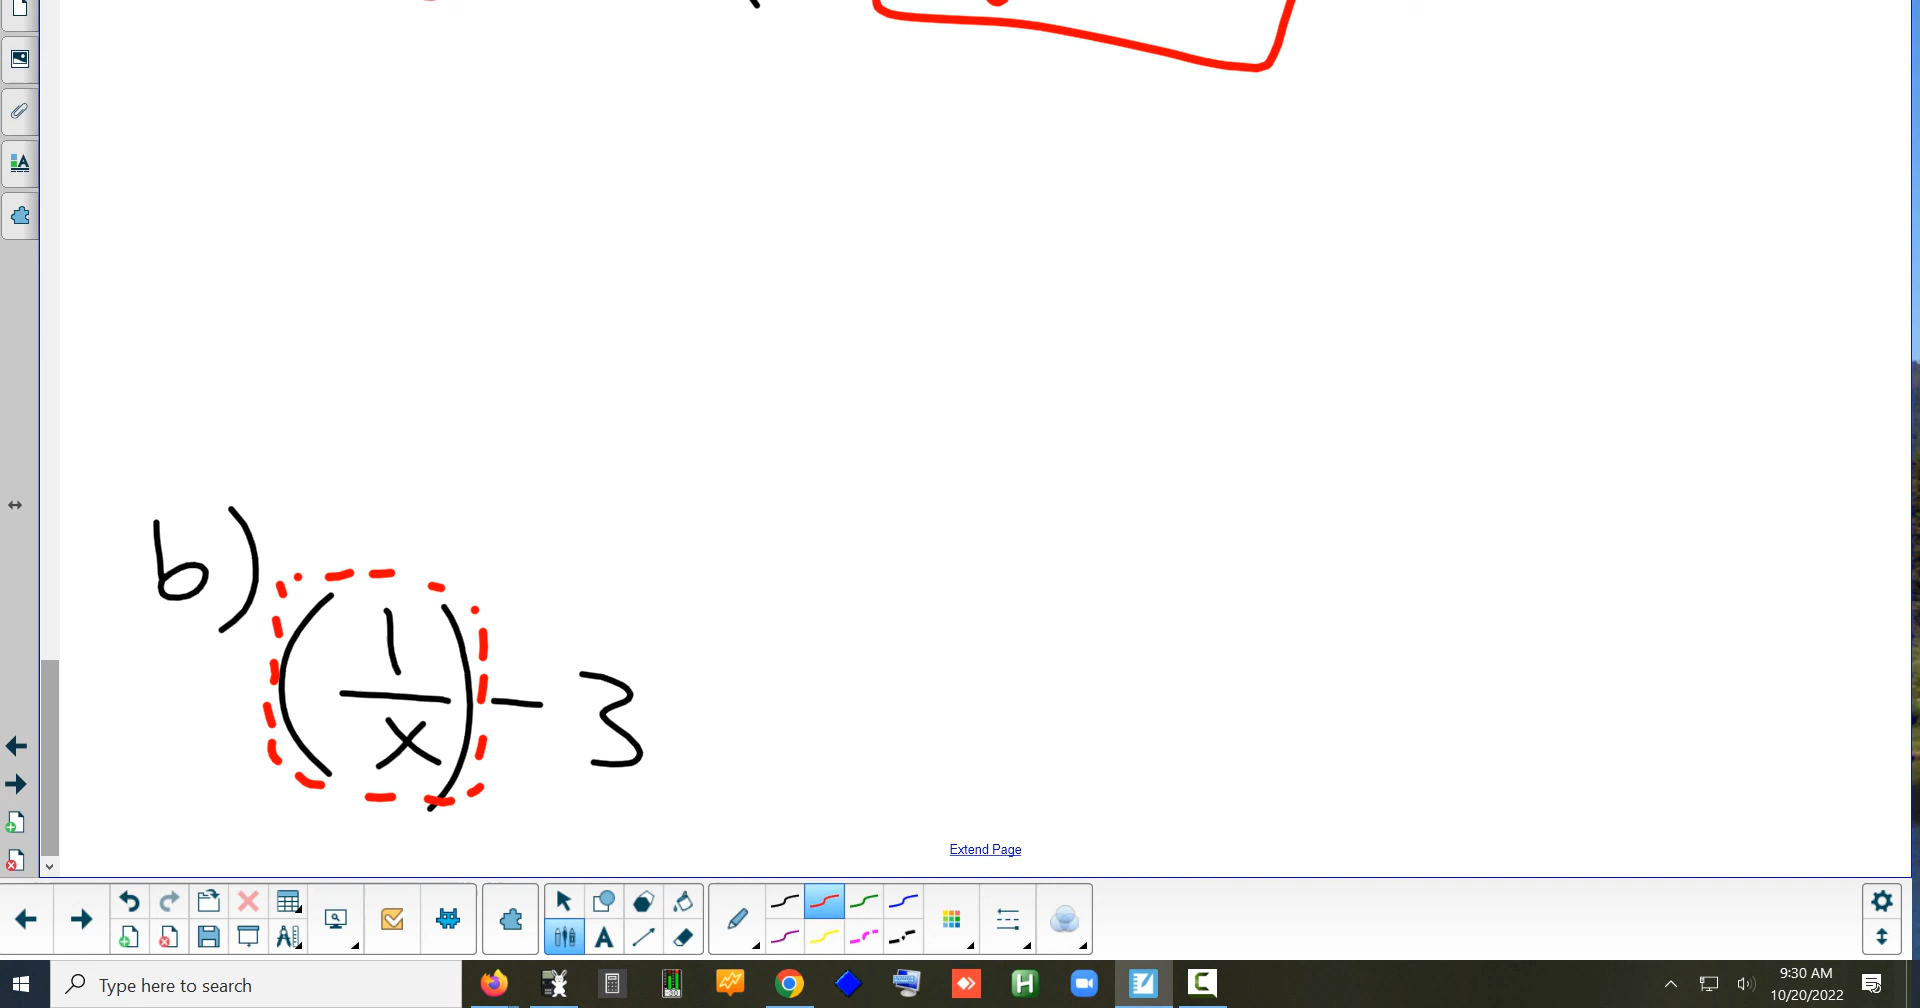 b)
(1/x) - 3
Extend Page
A
Type here to search
9:30 AM
10/20/2022